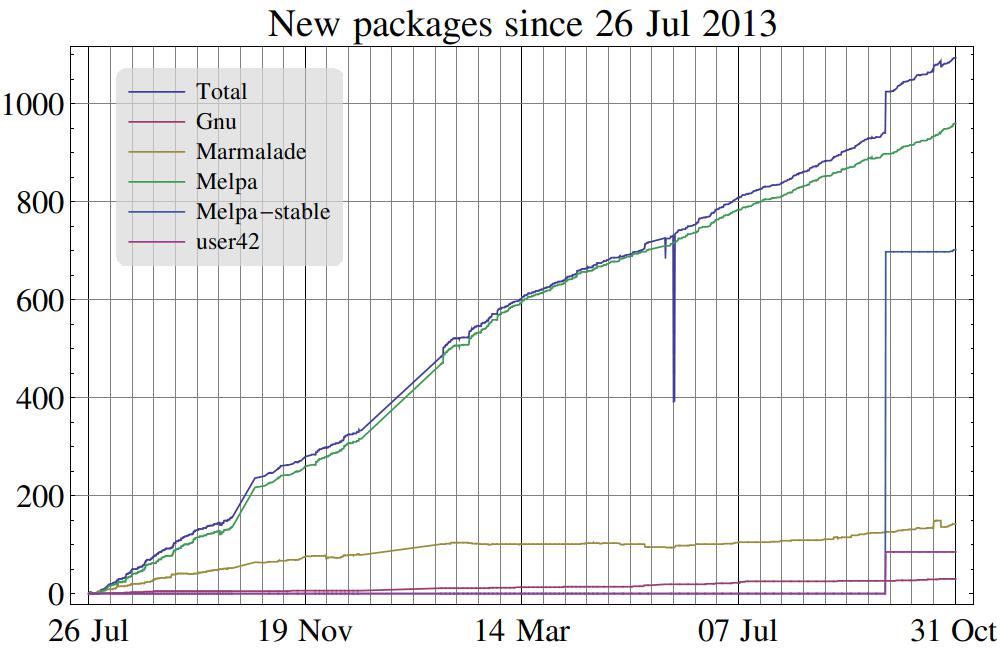 New packages since 26 Jul 2013
Total
Gnu
Marmalade
Melpa
Melpa-stable
user42
1000
800
600
400
200
0
26 Jul 19 Nov 14 Mar 07 Jul 31 Oct